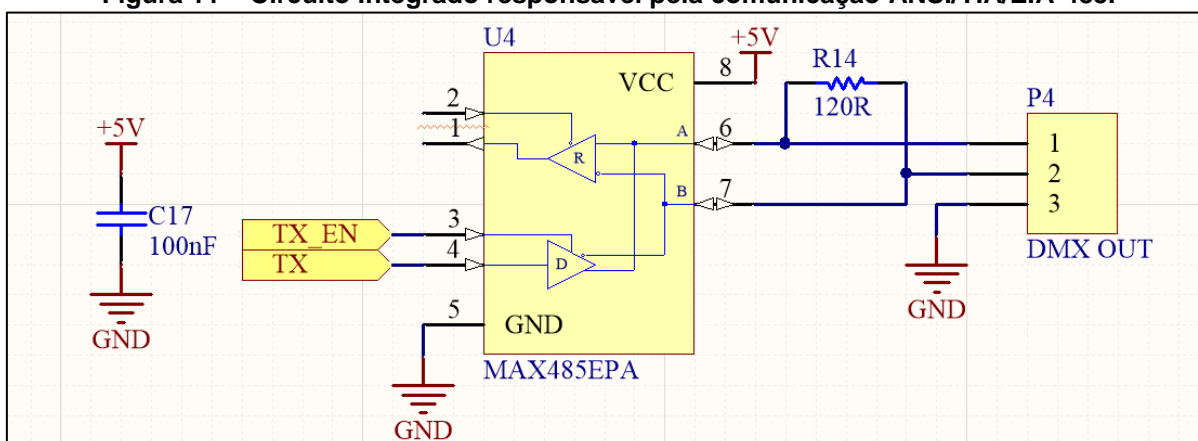 Figura – Circuito integrado responsável pela comunicação ANSI/TIA/EIA-485.
U4
+5V
VCC
8
R14
120R
P4
2
1
+5V
R
A
6
1
2
3
B
7
C17
100nF
TX_EN
3
TX
4
D
DMX OUT
GND
5
GND
GND
MAX485EPA
GND